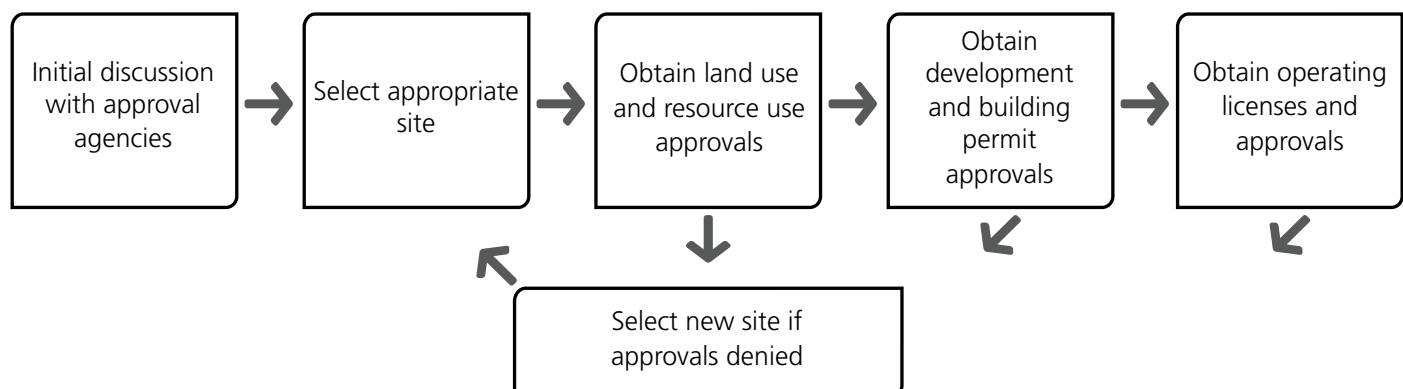 Initial discussion
with approval
agencies
Select appropriate
site
Obtain land use
and resource use
approvals
Obtain
development
and building
permit
approvals
Obtain operating
licenses and
approvals
Select new site if
approvals denied